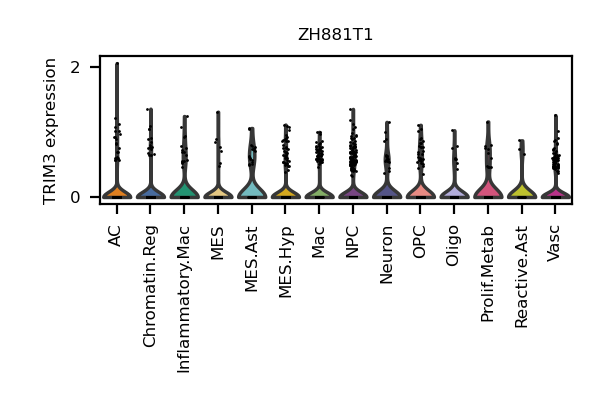 ZH881T1
TRIM3 expression
2
0
AC
Chromatin.Reg
Inflammatory.Mac
MES
MES.Ast
MES.Hyp
Mac
NPC
Neuron
OPC
Oligo
Prolif.Metab
Reactive.Ast
Vasc